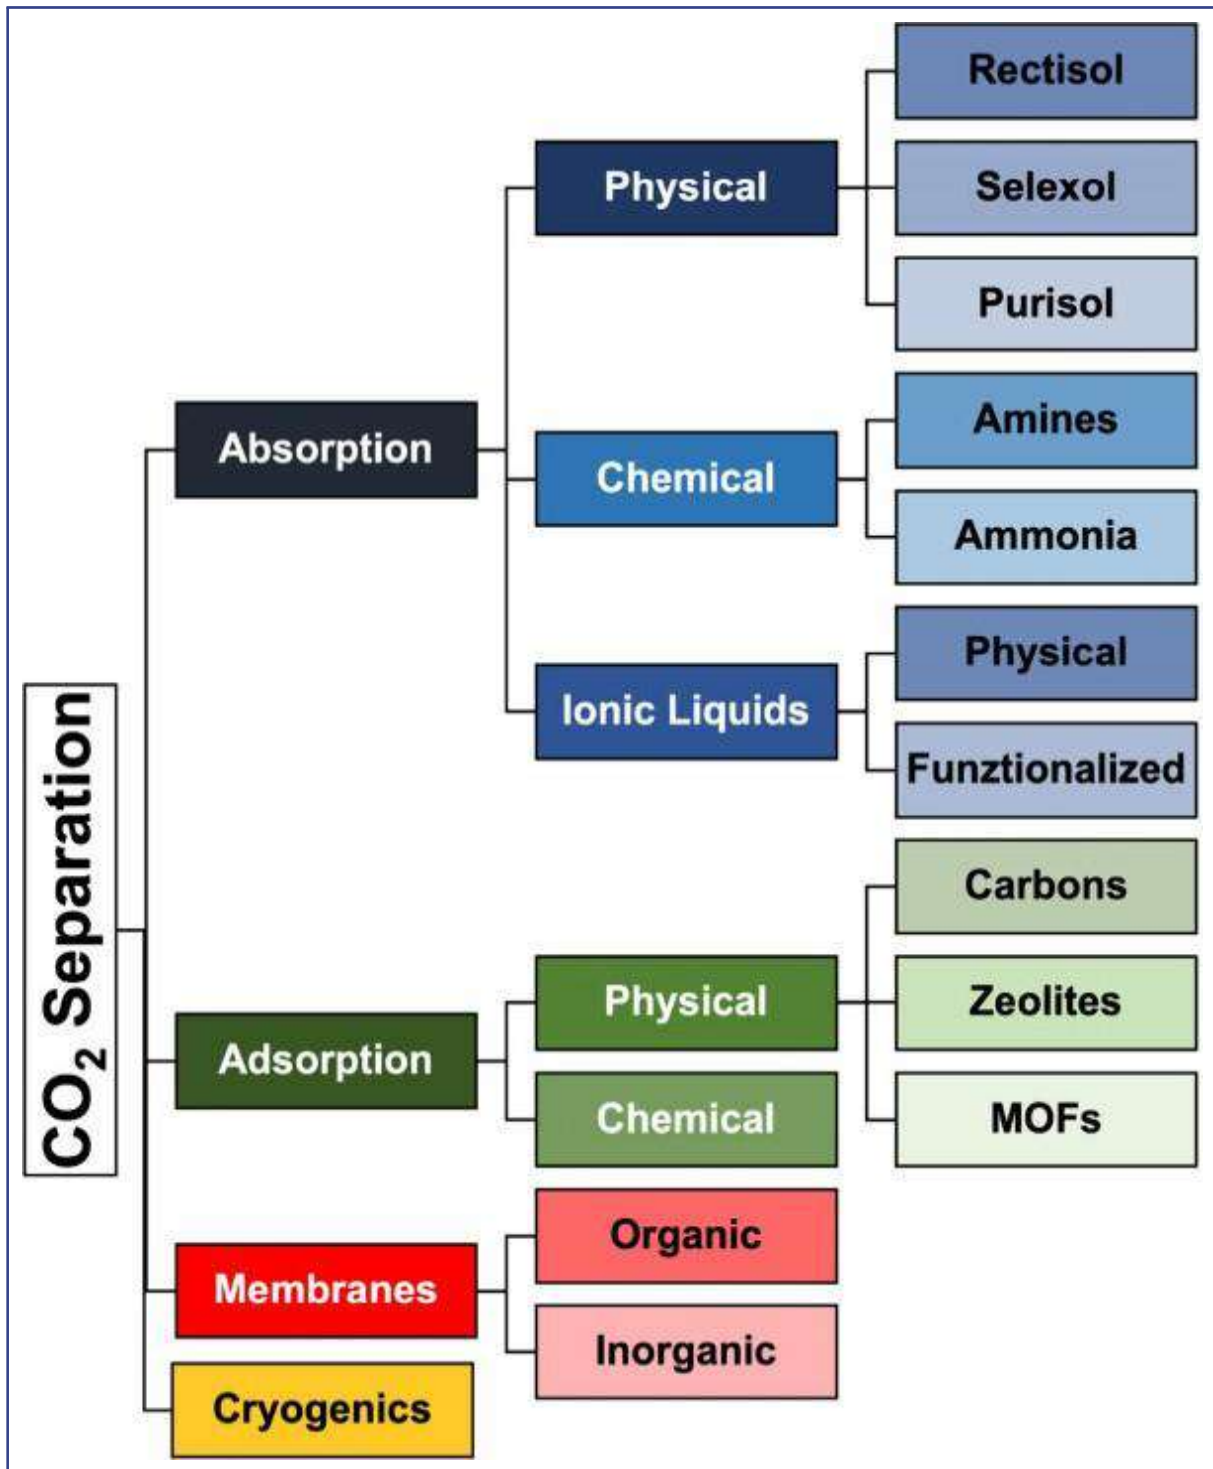 CO₂ Separation
Absorption
Physical
Rectisol
Selexol
Purisol
Chemical
Amines
Ammonia
Ionic Liquids
Physical
Funztionalized
Adsorption
Physical
Carbons
Zeolites
MOFs
Chemical
Membranes
Organic
Inorganic
Cryogenics